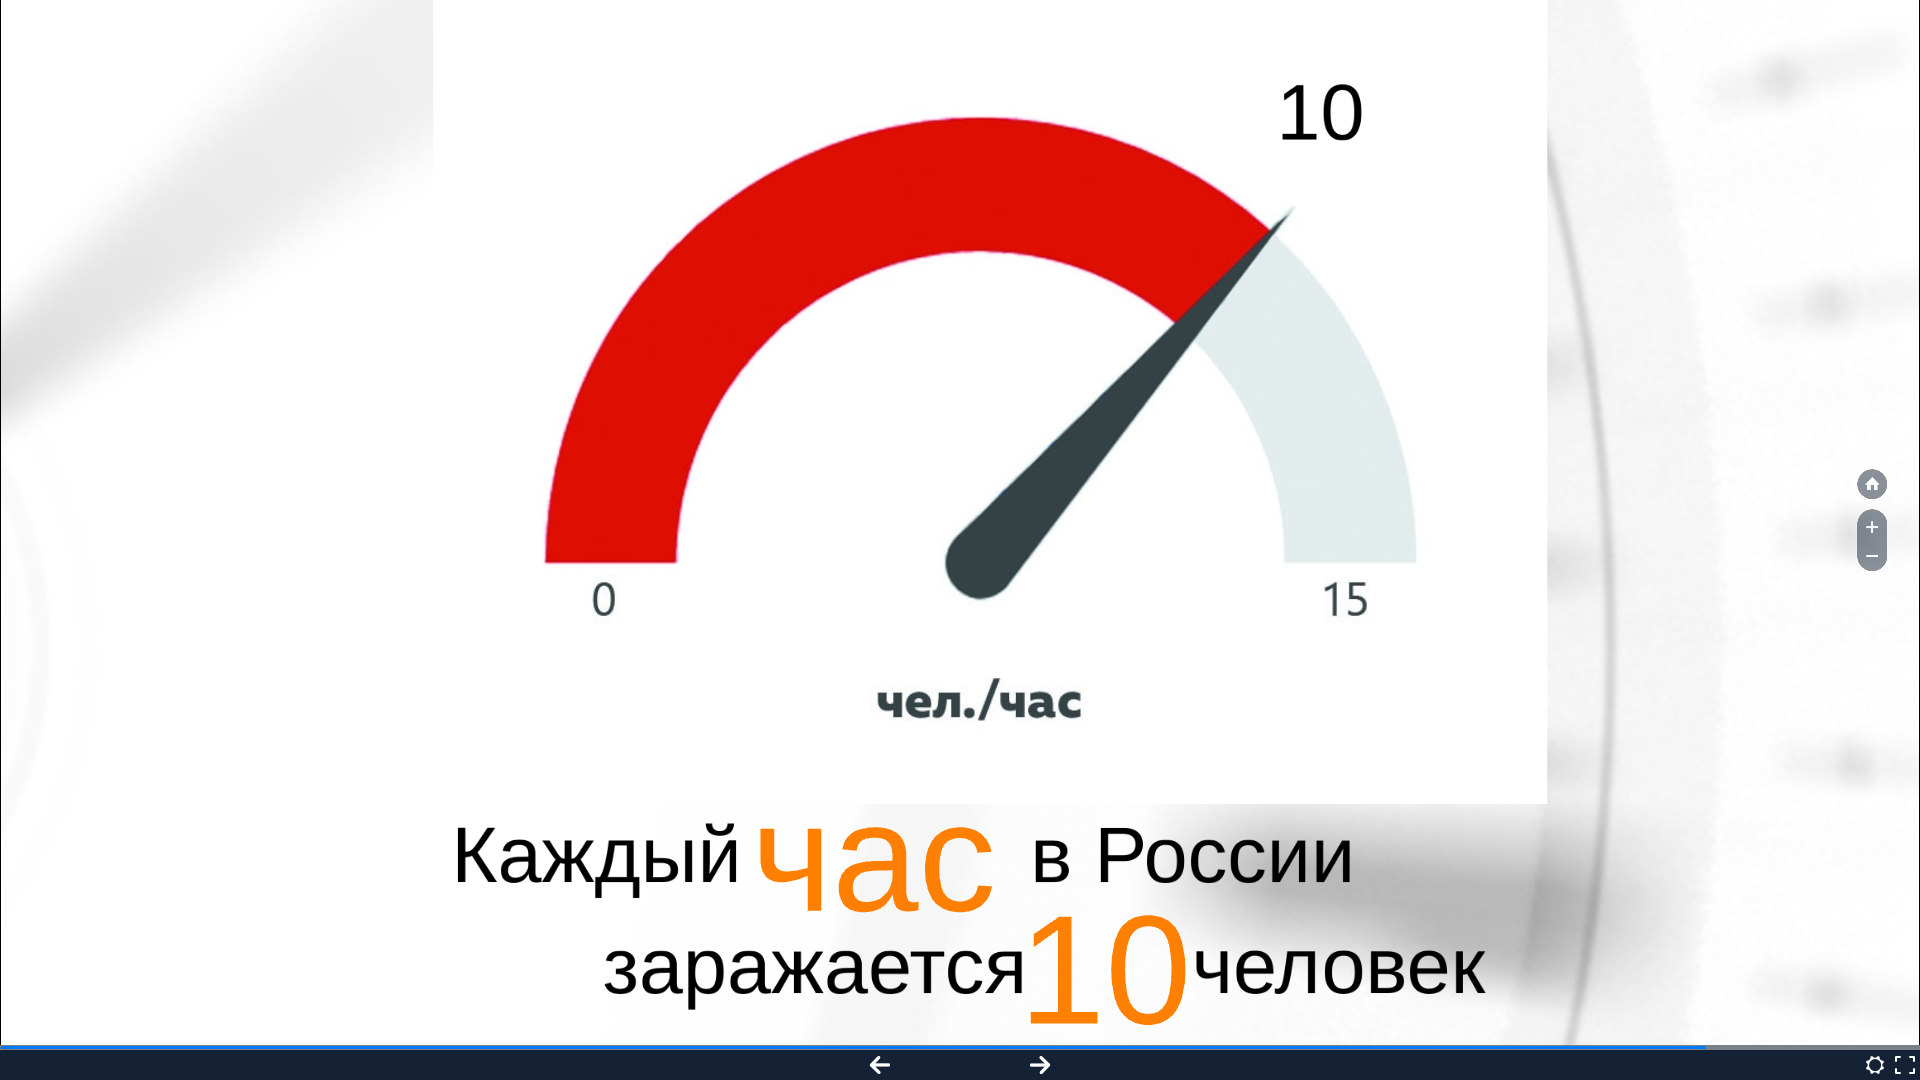 10
0
15
чел./час
Каждый час в России
заражается 10 человек